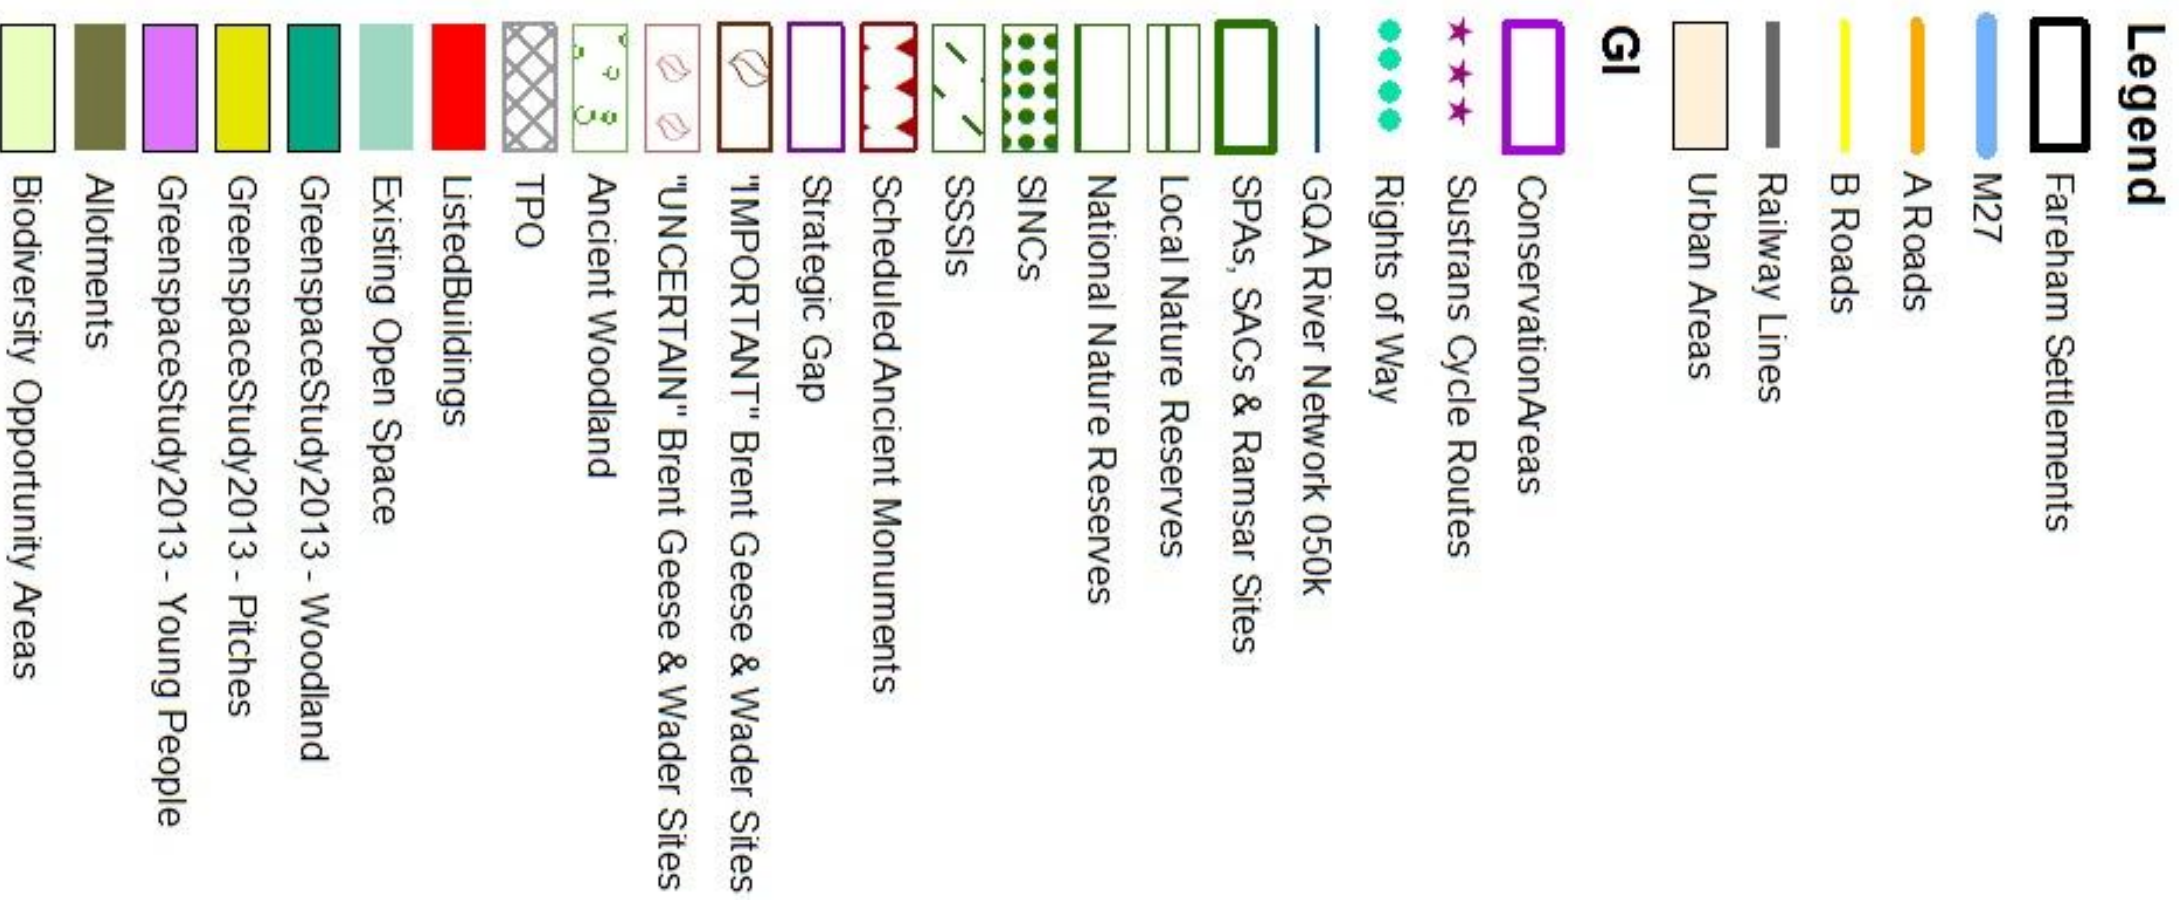 Legend
Fareham Settlements
M27
A Roads
B Roads
Railway Lines
Urban Areas
GI
ConservationAreas
Sustrans Cycle Routes
Rights of Way
GQA River Network 050k
SPAs, SACs & Ramsar Sites
Local Nature Reserves
National Nature Reserves
SINCs
SSSIs
Scheduled Ancient Monuments
Strategic Gap
"IMPORTANT" Brent Geese & Wader Sites
"UNCERTAIN" Brent Geese & Wader Sites
Ancient Woodland
TPO
ListedBuildings
Existing Open Space
GreenspaceStudy2013 - Woodland
GreenspaceStudy2013 - Pitches
GreenspaceStudy2013 - Young People
Allotments
Biodiversity Opportunity Areas